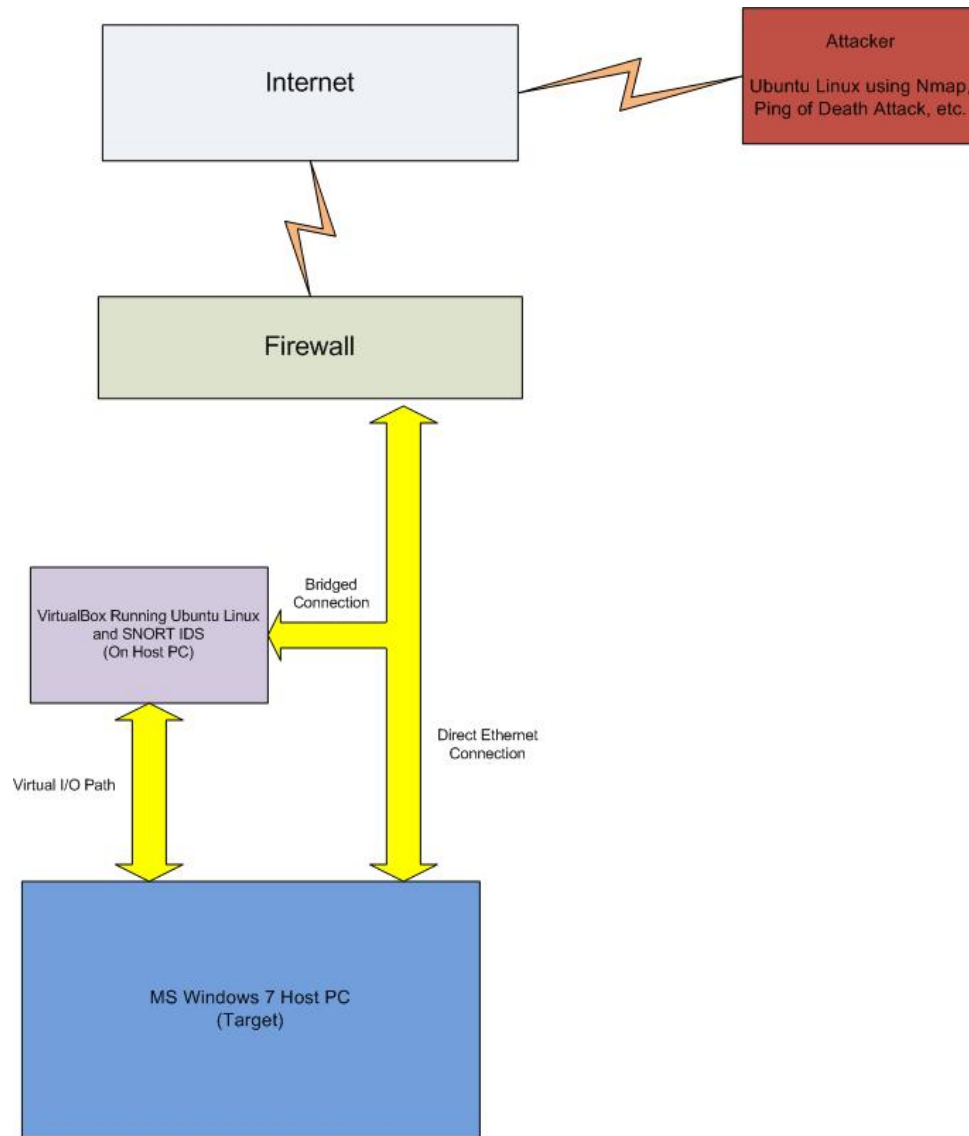 Internet
Attacker
Ubuntu Linux using Nmap,
Ping of Death Attack, etc.
Firewall
Bridged
Connection
VirtualBox Running Ubuntu Linux
and SNORT IDS
(On Host PC)
Direct Ethernet
Connection
Virtual I/O Path
MS Windows 7 Host PC
(Target)